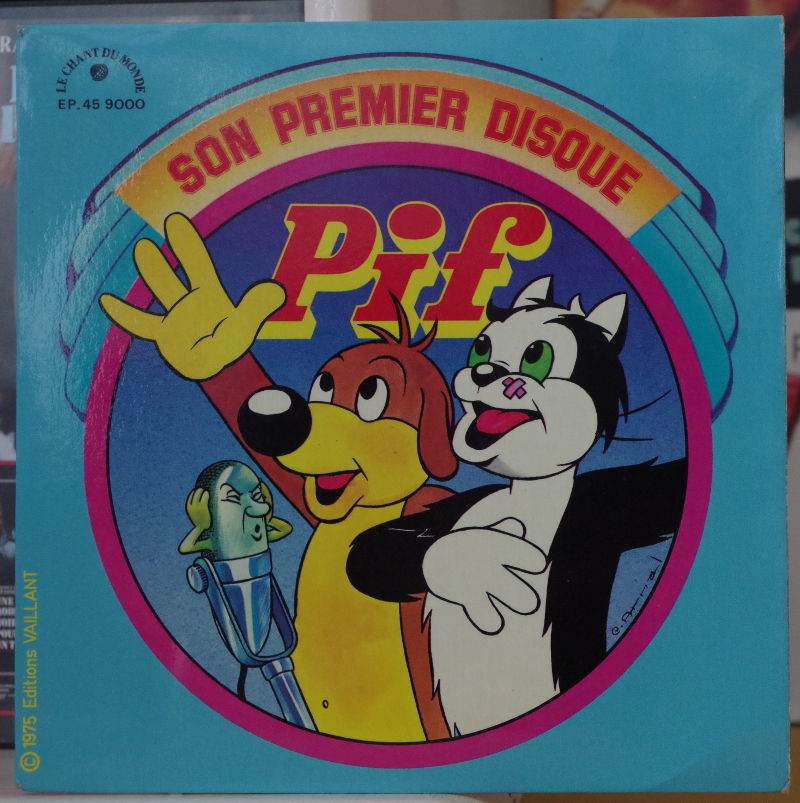 LE CHANT DU MONDE
EP. 45 9000
SON PREMIER DISQUE
Pif
© 1975 Editions VAILLANT